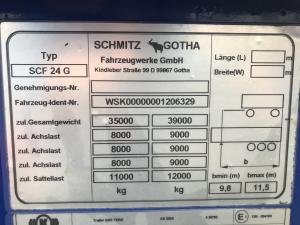 SCHMITZ GOTHA
Fahrzeugwerke GmbH
Kindleber Straße 99 D 99867 Gotha
Typ
SCF 24 G
Länge (L) m
Breite(W) m
Genehmigungs-Nr.
Fahrzeug-Ident-Nr. WSK00000001206329
zul.Gesamtgewicht 35000 39000
zul. Achslast 8000 9000
zul. Achslast 8000 9000
zul. Achslast 8000 9000
zul. Sattellast 11000 12000
kg kg
b
bmin (m) bmax (m)
9,8 11,5
E